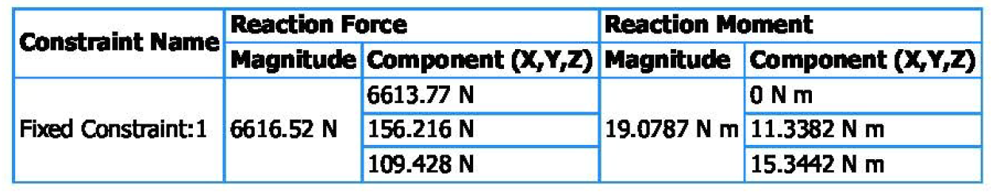 Constraint Name Reaction Force Reaction Moment
Magnitude Component (X,Y,Z) Magnitude Component (X,Y,Z)
Fixed Constraint:1 6616.52 N 6613.77 N 19.0787 N m 0 N m
156.216 N 11.3382 N m
109.428 N 15.3442 N m